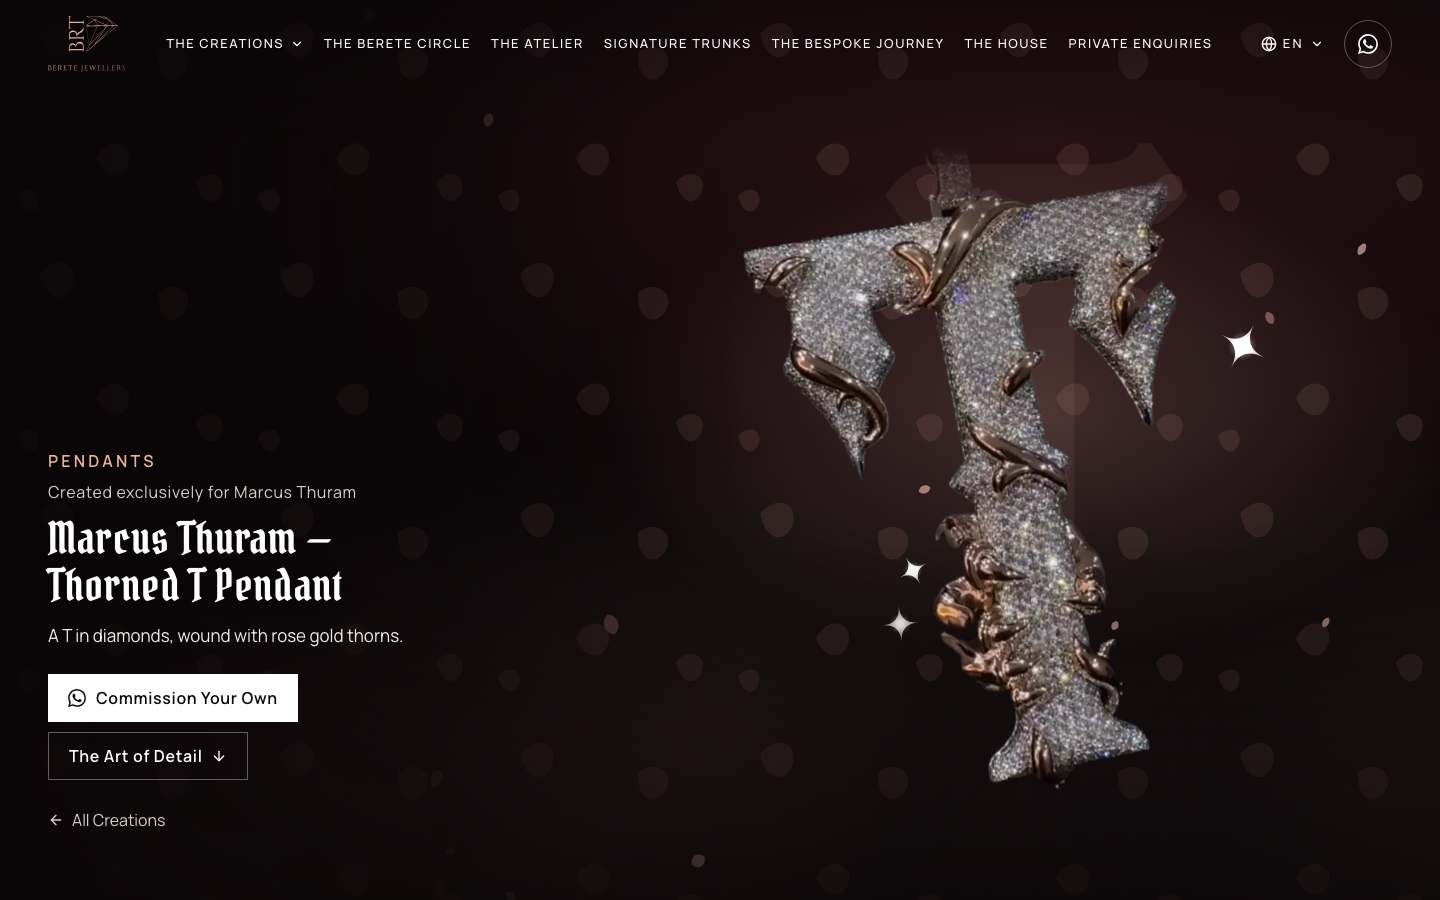 BRT
BERETE JEWELLERS
THE CREATIONS
THE BERETE CIRCLE
THE ATELIER
SIGNATURE TRUNKS
THE BESPOKE JOURNEY
THE HOUSE
PRIVATE ENQUIRIES
EN
PENDANTS
Created exclusively for Marcus Thuram
Marcus Thuram –
Thorned T Pendant
A T in diamonds, wound with rose gold thorns.
Commission Your Own
The Art of Detail ↓
← All Creations